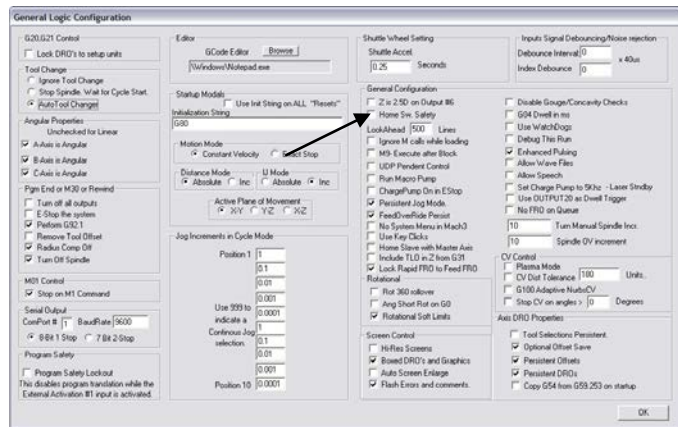 General Logic Configuration
G20,G21 Control
Lock DRO's to setup units
Tool Change
Ignore Tool Change
Stop Spindle. Wait for Cycle Start.
AutoTool Changer
Angular Properties
Unchecked for Linear
A-Axis is Angular
B-Axis is Angular
C-Axis is Angular
Pgm End or M30 or Rewind
Turn off all outputs
E-Stop the system
Perform G92.1
Remove Tool Offset
Radius Comp Off
Turn Off Spindle
M01 Control
Stop on M1 Command
Serial Output
ComPort # 1 BaudRate 9600
8-Bit 1 Stop 7 Bit 2-Stop
Program Safety
Program Safety Lockout
This disables program translation while the
External Activation #1 input is activated.
Editor
GCode Editor Browse
\Windows\Notepad.exe
Startup Modals
Use Init String on ALL "Resets"
Initialization String
G80
Motion Mode
Constant Velocity Exact Stop
Distance Mode
Absolute Inc
IJ Mode
Absolute Inc
Active Plane of Movement
X-Y Y-Z X-Z
Jog Increments in Cycle Mode
Position 1 1
0.1
0.01
0.001
Use 999 to 0.0001
indicate a
Continous Jog 1
selection. 0.1
0.01
0.001
Position 10 0.0001
Shuttle Wheel Setting
Shuttle Accel.
0.25 Seconds
General Configuration
Z is 2.5D on Output #6
Home Sw. Safety
LookAhead 500 Lines
Ignore M calls while loading
M9- Execute after Block
UDP Pendent Control
Run Macro Pump
ChargePump On in EStop
Persistent Jog Mode.
FeedOverRide Persist
No System Menu in Mach3
Use Key Clicks
Home Slave with Master Axis
Include TLO in Z from G31
Lock Rapid FRO to Feed FRO
Rotational
Rot 360 rollover
Ang Short Rot on G0
Rotational Soft Limits
Screen Control
Hi-Res Screens
Boxed DRO's and Graphics
Auto Screen Enlarge
Flash Errors and comments.
Inputs Signal Debouncing/Noise rejection
Debounce Interval: 0
x 40us
Index Debounce 0
Disable Gouge/Concavity Checks
G04 Dwell in ms
Use WatchDogs
Debug This Run
Enhanced Pulsing
Allow Wave Files
Allow Speech
Set Charge Pump to 5Khz - Laser Stndby
Use OUTPUT20 as Dwell Trigger
No FRO on Queue
10 Turn Manual Spindle Incr.
10 Spindle OV increment
CV Control
Plasma Mode
CV Dist Tolerance 180 Units..
G100 Adaptive NurbsCV
Stop CV on angles > 0 Degrees
Axis DRO Properties
Tool Selections Persistent.
Optional Offset Save
Persistent Offsets
Persistent DROs
Copy G54 from G59.253 on startup
OK